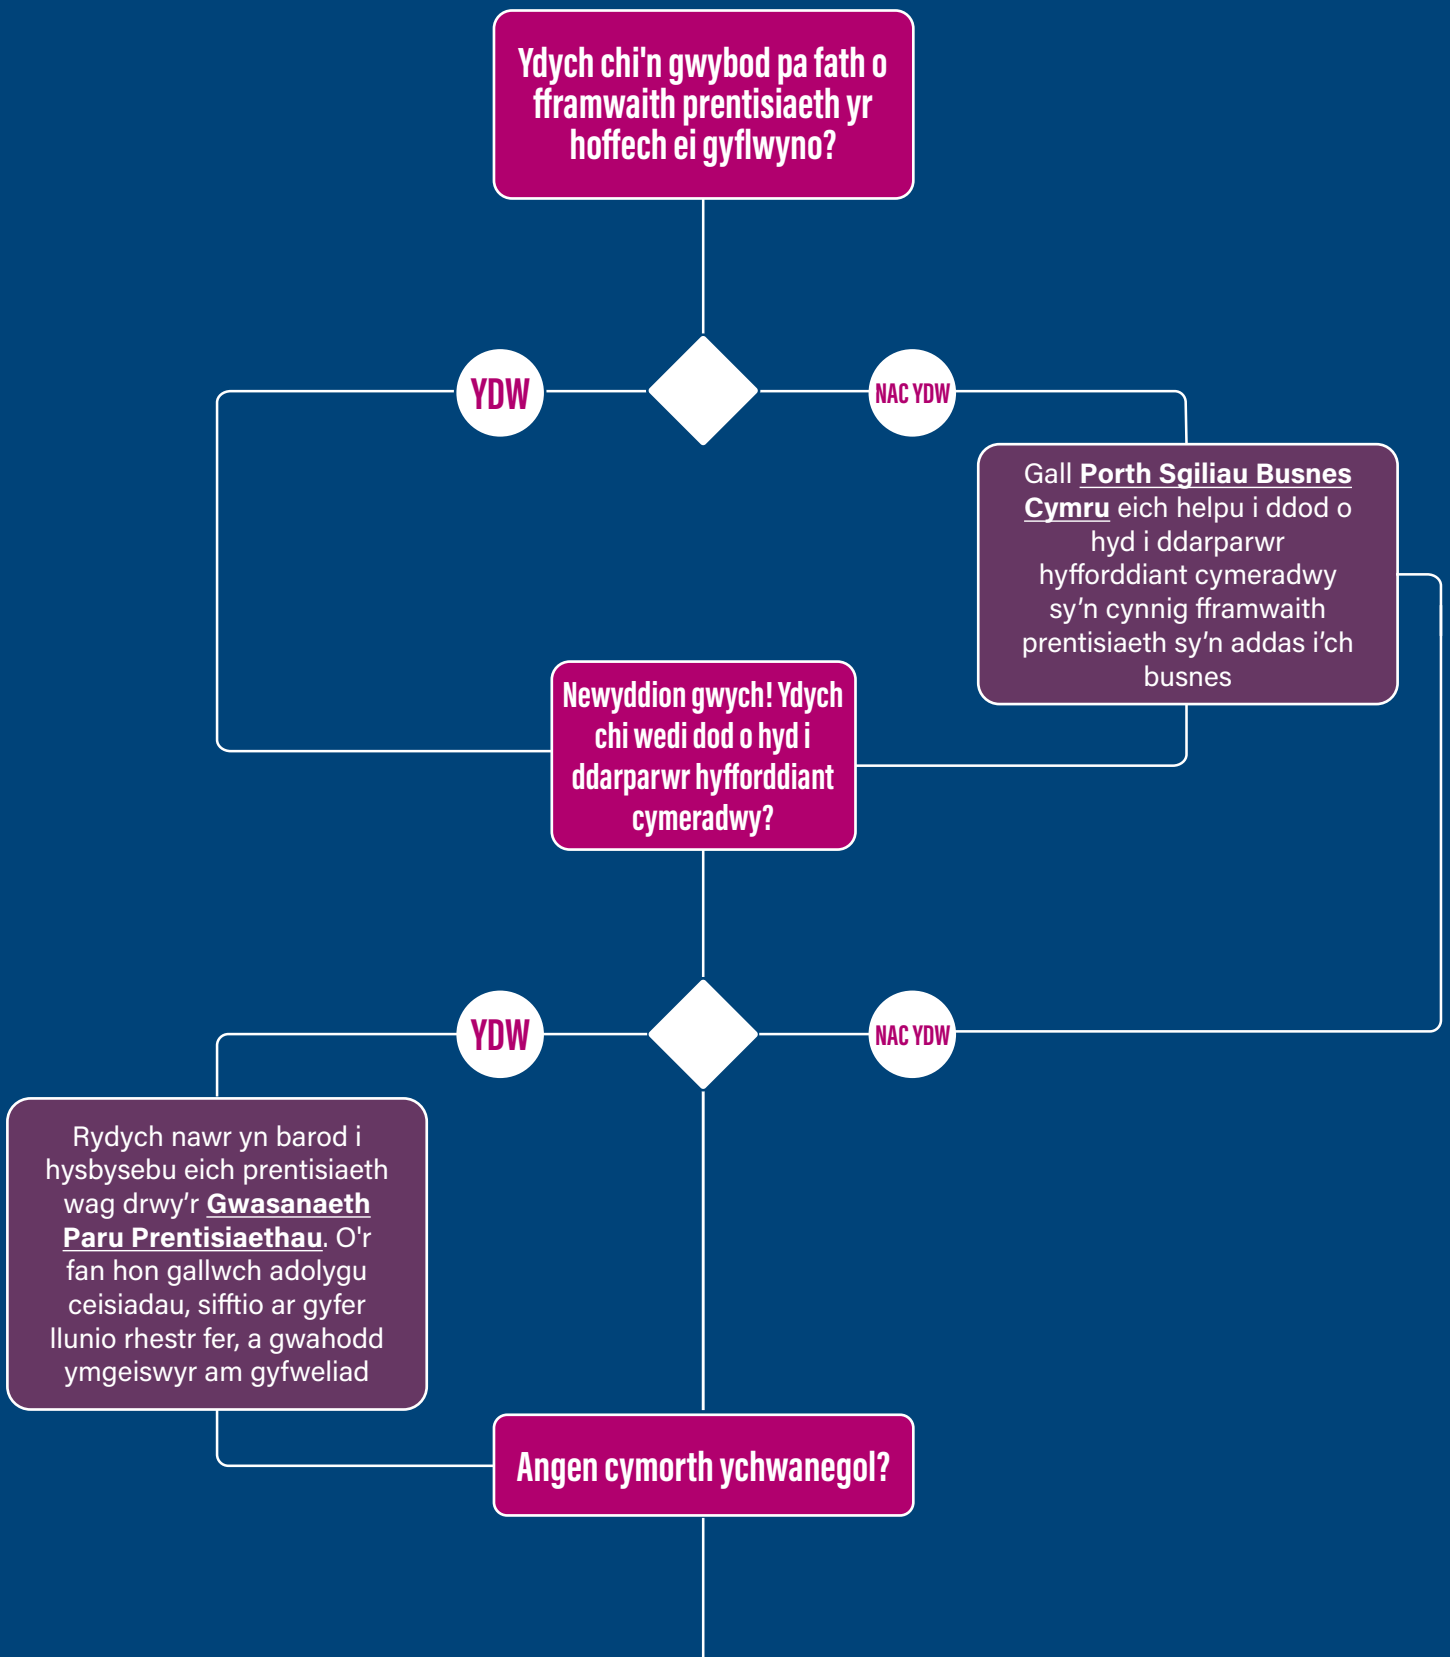 Ydych chi'n gwybod pa fath o
fframwaith prentisiaeth yr
hoffech ei gyflwyno?
YDW
NAC YDW
Gall Porth Sgiliau Busnes
Cymru eich helpu i ddod o
hyd i ddarparwr
hyfforddiant cymeradwy
sy’n cynnig fframwaith
prentisiaeth sy’n addas i’ch
busnes
Newyddion gwych! Ydych
chi wedi dod o hyd i
ddarparwr hyfforddiant
cymeradwy?
YDW
NAC YDW
Rydych nawr yn barod i
hysbysebu eich prentisiaeth
wag drwy’r Gwasanaeth
Paru Prentisiaethau. O'r
fan hon gallwch adolygu
ceisiadau, sifftio ar gyfer
llunio rhestr fer, a gwahodd
ymgeiswyr am gyfweliad
Angen cymorth ychwanegol?